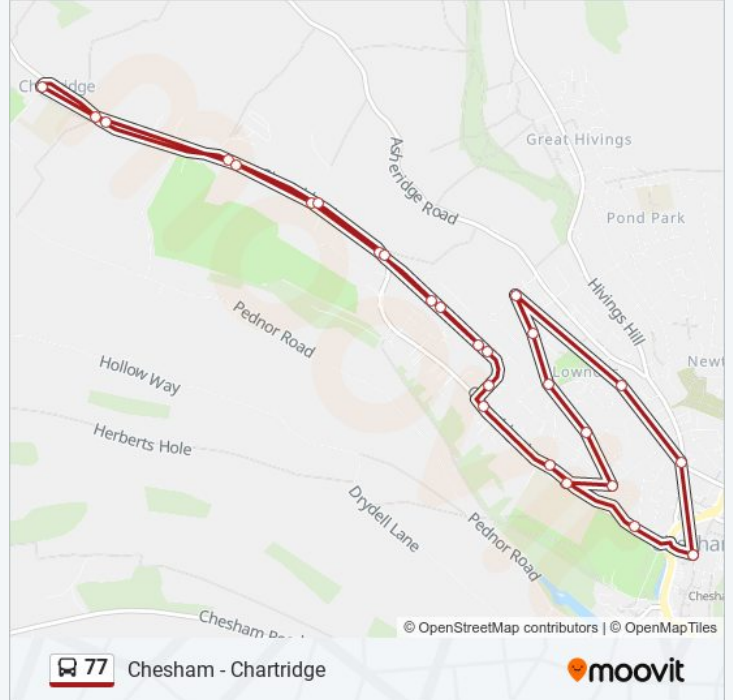 Asheridge Road
Great Hivings
Pond Park
Hivings Hill
Pednor Road
Hollow Way
Herberts Hole
Drydell Lane
Pednor Road
© OpenStreetMap contributors | © OpenMapTiles
77 Chesham - Chartridge
moovit